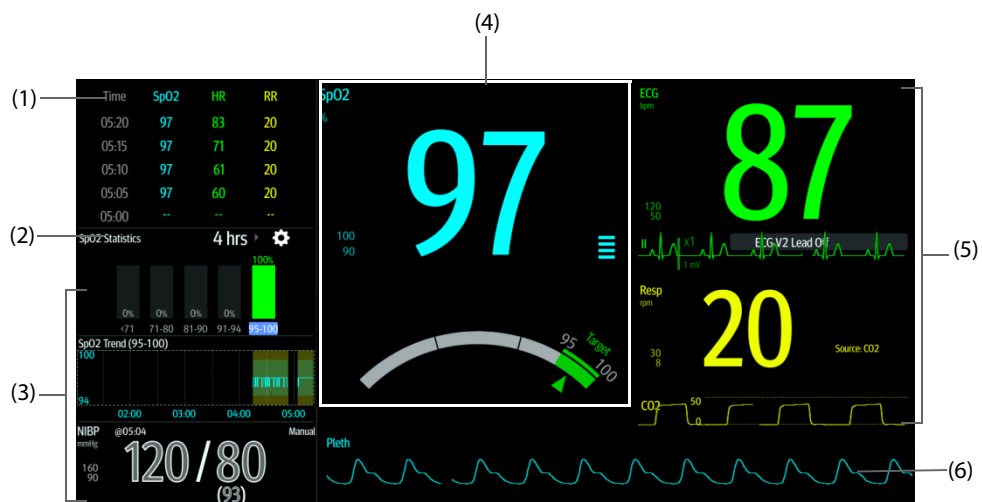 (4)
(1)
Time SpO2 HR RR
05:20 97 83 20
05:15 97 71 20
05:10 97 61 20
05:05 97 60 20
05:00 -- -- --
(2)
SpO2 Statistics 4 hrs
100%
0% 0% 0% 0%
<71 71-80 81-90 91-94 95-100
SpO2 Trend (95-100)
100
94
02:00 03:00 04:00 05:00
(3)
NIBP @05:04 Manual
mmHg
160
90
120/80
(93)
SpO2
%
97
100
90
95 Target 100
ECG
bpm
87
120
50
II x1 ECG V2 Lead Off
1 mV
(5)
Resp
rpm
20
30
8
Source: CO2
CO2 50
0
Pleth
(6)